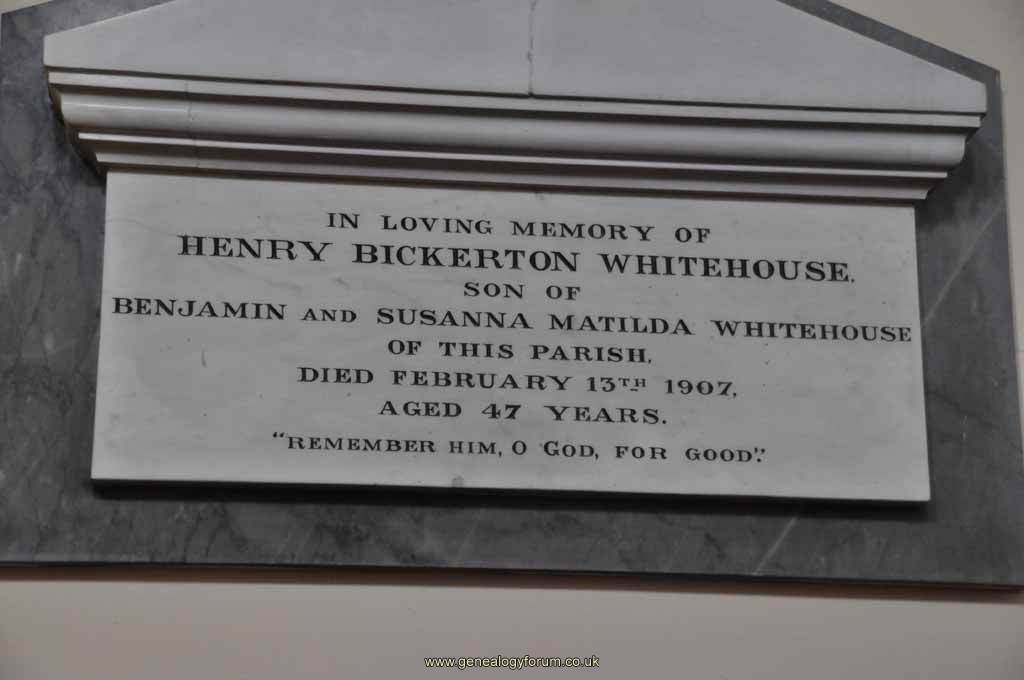 IN LOVING MEMORY OF
HENRY BICKERTON WHITEHOUSE,
SON OF
BENJAMIN AND SUSANNA MATILDA WHITEHOUSE
OF THIS PARISH,
DIED FEBRUARY 13TH 1907,
AGED 47 YEARS.
"REMEMBER HIM, O GOD, FOR GOOD".
www.genealogyforum.co.uk